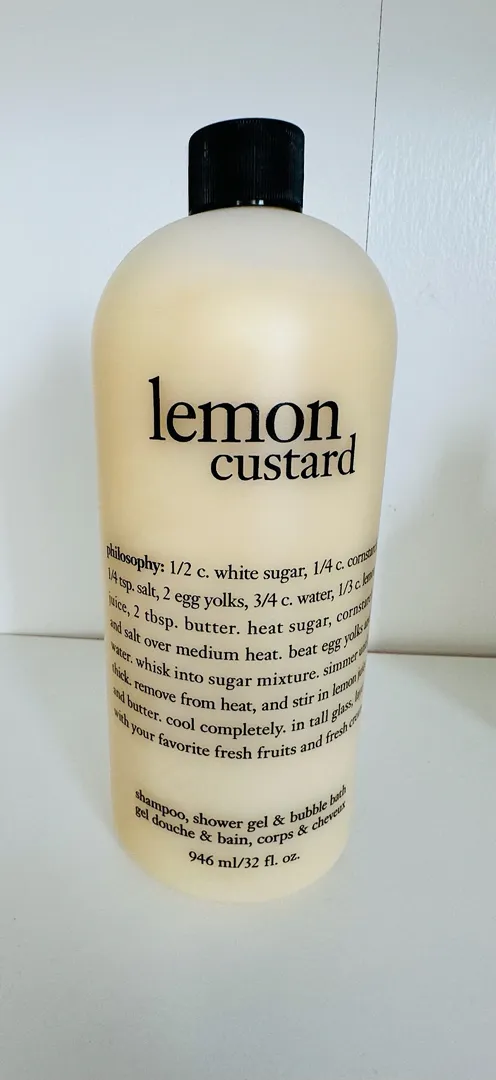 lemon
custard
philosophy: 1/2 c. white sugar, 1/4 c.
1/4 tsp. salt, 2 egg yolks, 3/4 c. water, 1/3 c.
juice, 2 tbsp. butter. heat sugar,
and salt over medium heat. beat egg yolks
water. whisk into sugar mixture. simmer
thick. remove from heat, and stir in lemon
and butter. cool completely. in tall glass,
with your favorite fresh fruits and fresh
shampoo, shower gel & bubble bath
gel douche & bain, corps & cheveux
946 ml/32 fl. oz.